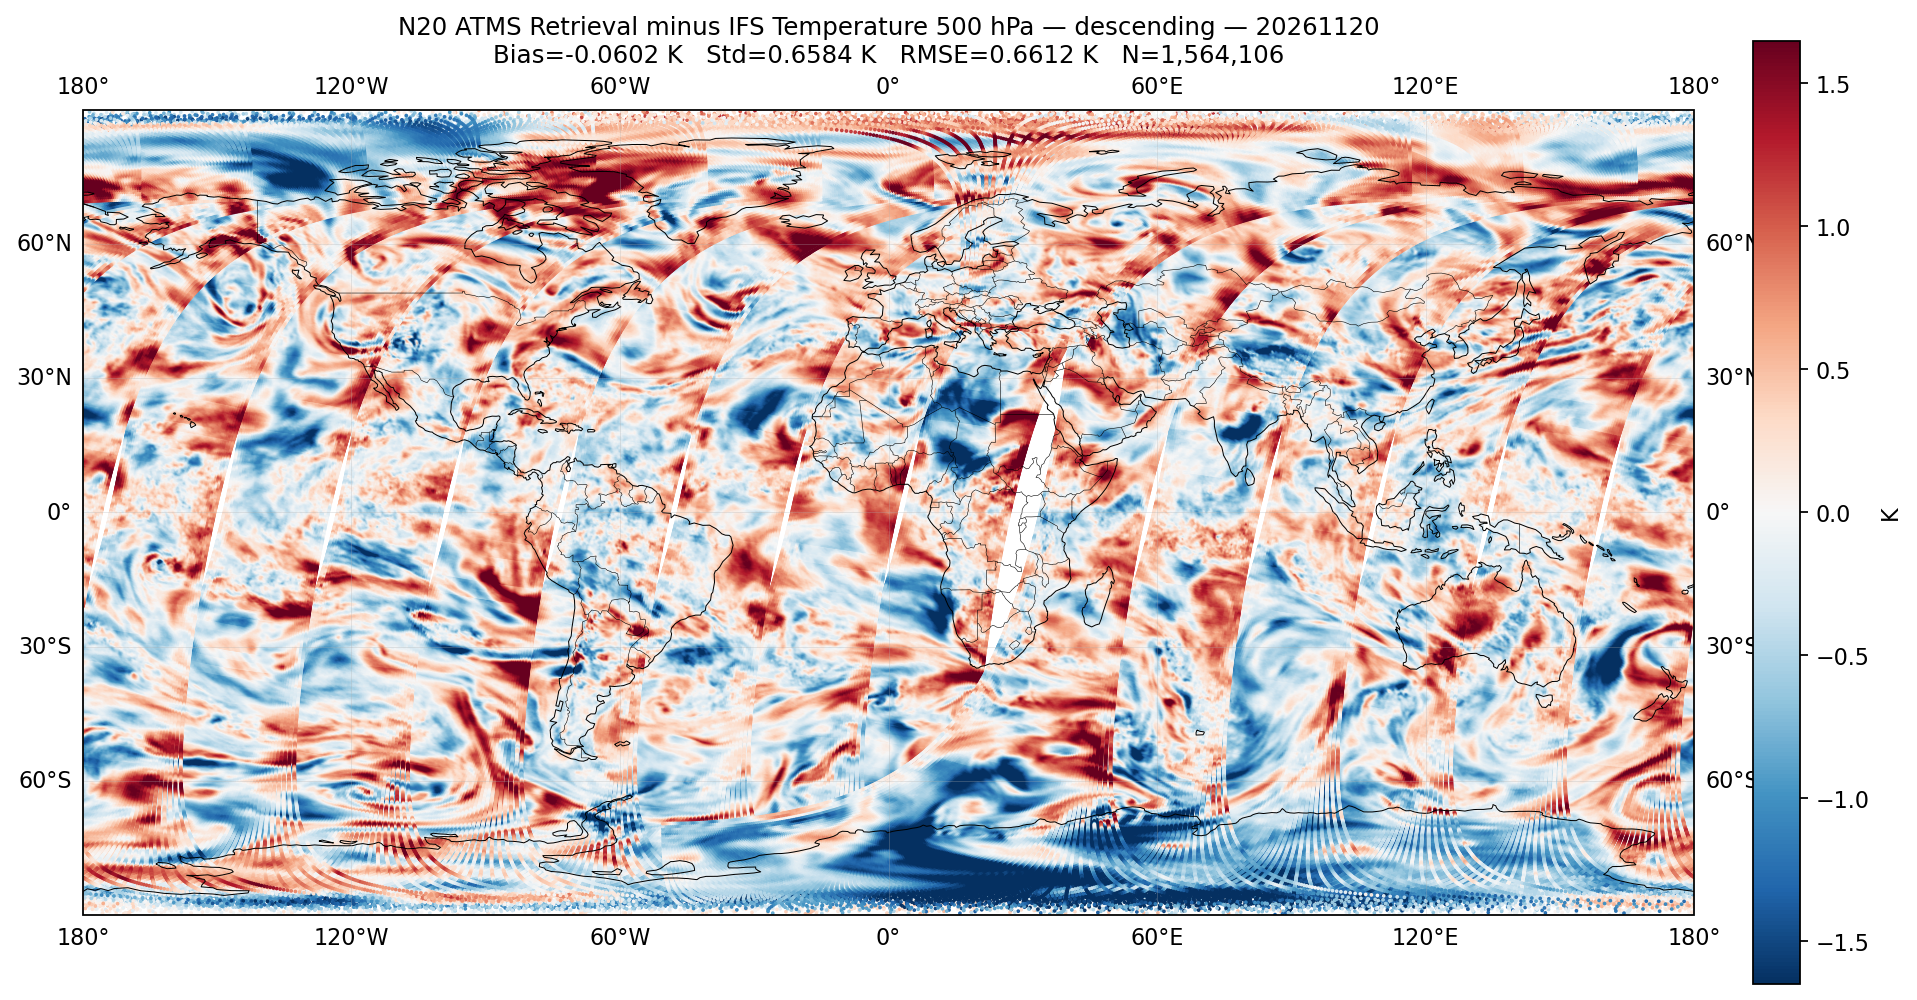 N20 ATMS Retrieval minus IFS Temperature 500 hPa — descending — 20261120
Bias=-0.0602 K   Std=0.6584 K   RMSE=0.6612 K   N=1,564,106
180° 120°W 60°W 0° 60°E 120°E 180°
60°N 60°N
30°N 30°N
0° 0°
30°S 30°S
60°S 60°S
180° 120°W 60°W 0° 60°E 120°E 180°
1.5
1.0
0.5
0.0
−0.5
−1.0
−1.5
K